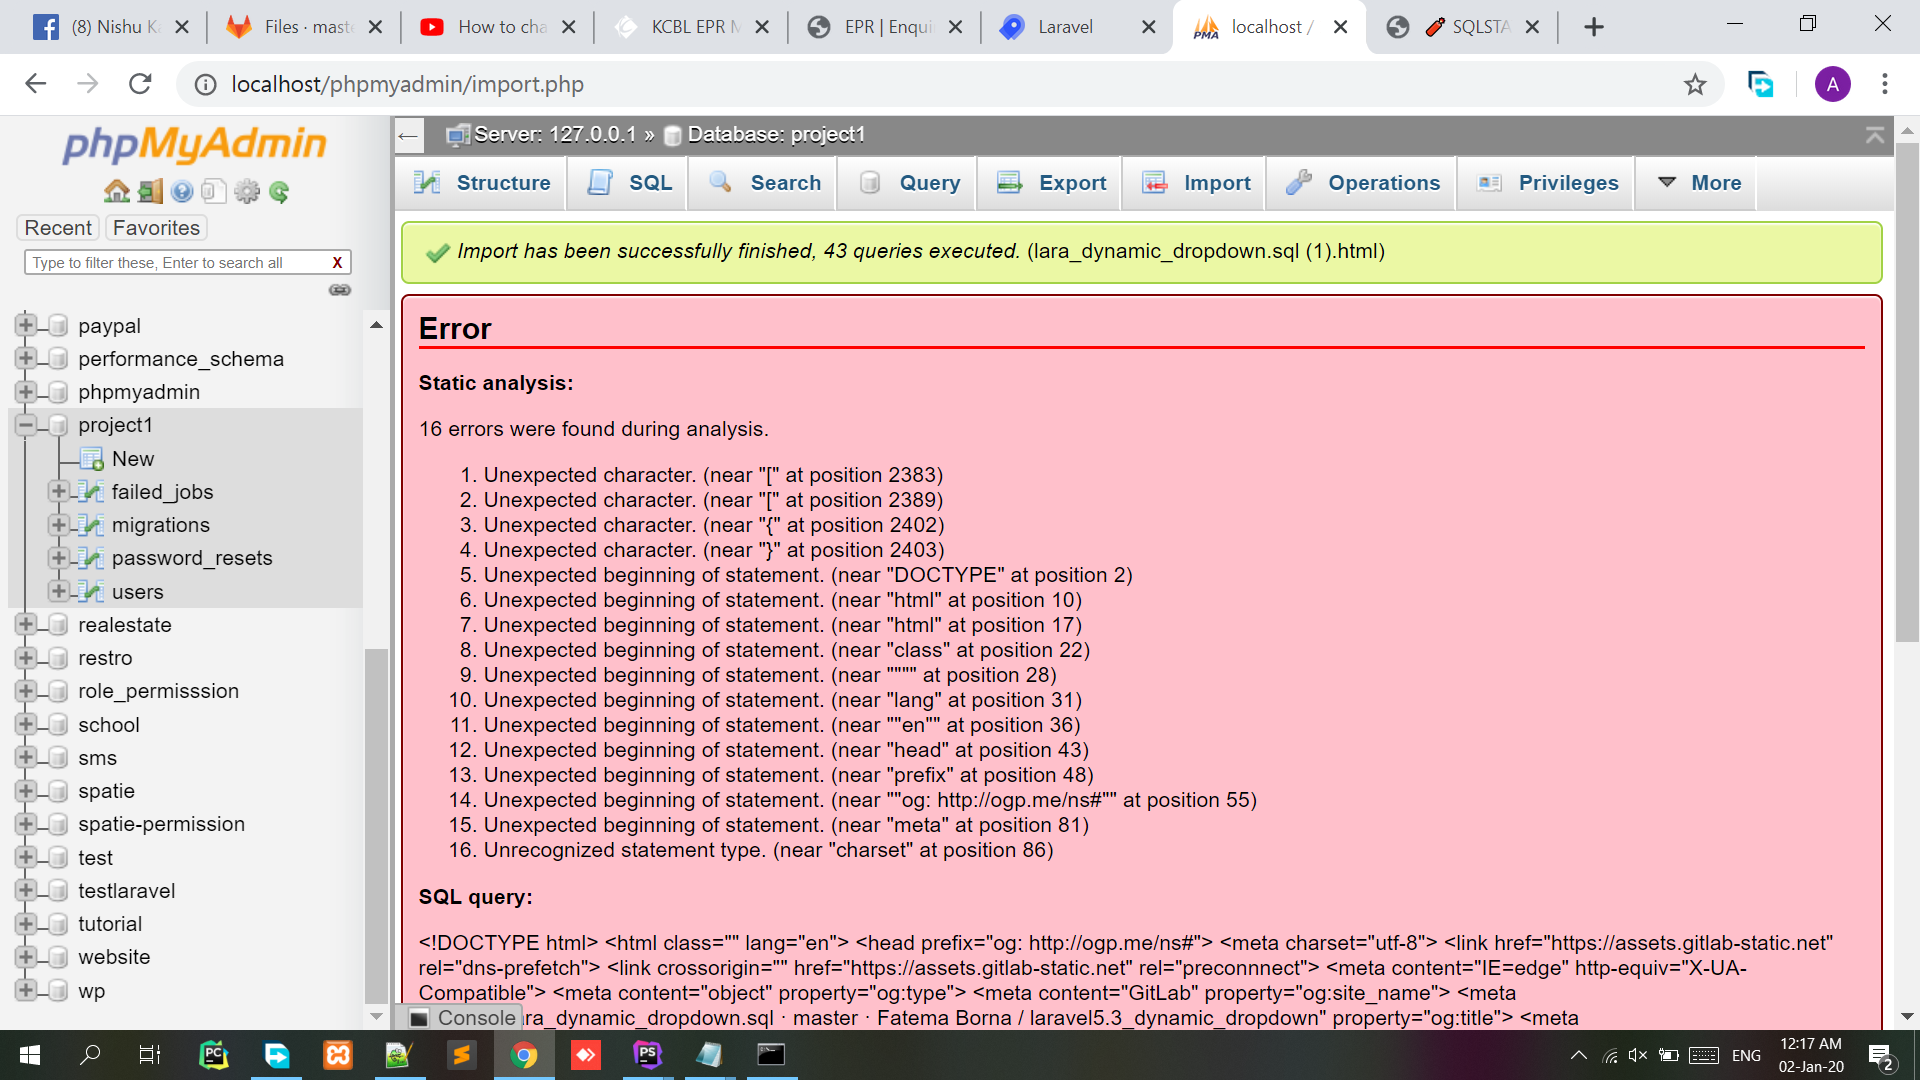 (8) Nishu K
Files · maste
How to cha
KCBL EPR M
EPR | Enqui
Laravel
PMA
localhost /
SQLSTA
localhost/phpmyadmin/import.php
A
phpMyAdmin
Recent
Favorites
Type to filter these, Enter to search all
X
paypal
performance_schema
phpmyadmin
project1
New
failed_jobs
migrations
password_resets
users
realestate
restro
role_permisssion
school
sms
spatie
spatie-permission
test
testlaravel
tutorial
website
wp
Server: 127.0.0.1 » Database: project1
Structure
SQL
Search
Query
Export
Import
Operations
Privileges
More
Import has been successfully finished, 43 queries executed. (lara_dynamic_dropdown.sql (1).html)
Error
Static analysis:
16 errors were found during analysis.
1. Unexpected character. (near "[" at position 2383)
2. Unexpected character. (near "[" at position 2389)
3. Unexpected character. (near "{" at position 2402)
4. Unexpected character. (near "}" at position 2403)
5. Unexpected beginning of statement. (near "DOCTYPE" at position 2)
6. Unexpected beginning of statement. (near "html" at position 10)
7. Unexpected beginning of statement. (near "html" at position 17)
8. Unexpected beginning of statement. (near "class" at position 22)
9. Unexpected beginning of statement. (near """" at position 28)
10. Unexpected beginning of statement. (near "lang" at position 31)
11. Unexpected beginning of statement. (near ""en"" at position 36)
12. Unexpected beginning of statement. (near "head" at position 43)
13. Unexpected beginning of statement. (near "prefix" at position 48)
14. Unexpected beginning of statement. (near ""og: http://ogp.me/ns#"" at position 55)
15. Unexpected beginning of statement. (near "meta" at position 81)
16. Unrecognized statement type. (near "charset" at position 86)
SQL query:
<!DOCTYPE html> <html class="" lang="en"> <head prefix="og: http://ogp.me/ns#"> <meta charset="utf-8"> <link href="https://assets.gitlab-static.net"
rel="dns-prefetch"> <link crossorigin="" href="https://assets.gitlab-static.net" rel="preconnnect"> <meta content="IE=edge" http-equiv="X-UA-
Compatible"> <meta content="object" property="og:type"> <meta content="GitLab" property="og:site_name"> <meta
Console
ra_dynamic_dropdown.sql · master · Fatema Borna / laravel5.3_dynamic_dropdown" property="og:title"> <meta
PC
PS
ENG
12:17 AM
02-Jan-20
2